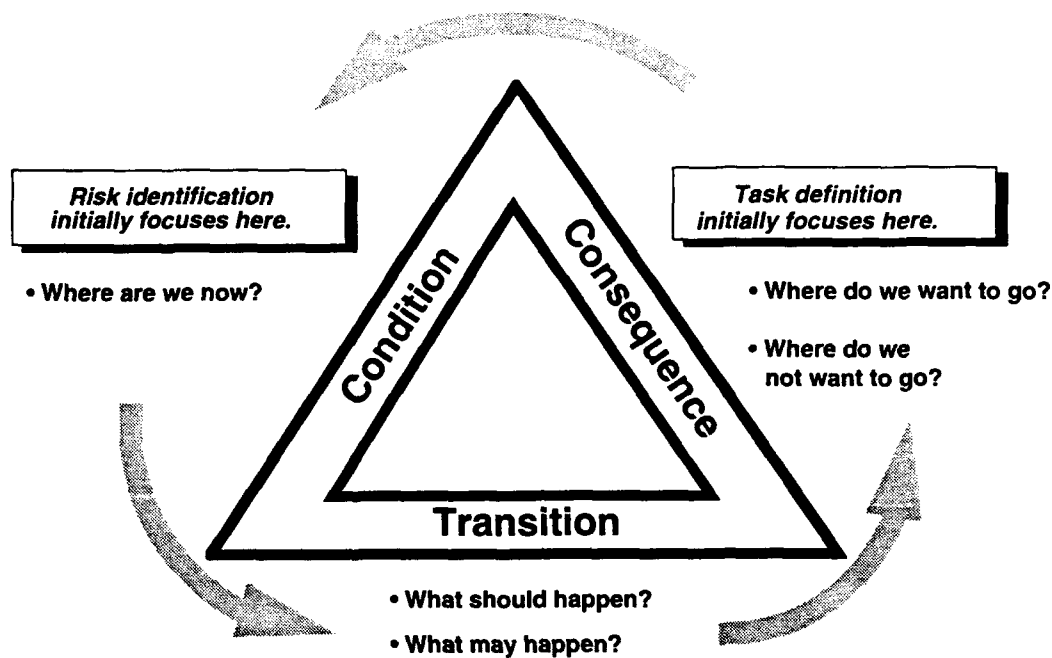 Risk identification
initially focuses here.
• Where are we now?
Condition
Consequence
Task definition
initially focuses here.
• Where do we want to go?
• Where do we
not want to go?
Transition
• What should happen?
• What may happen?